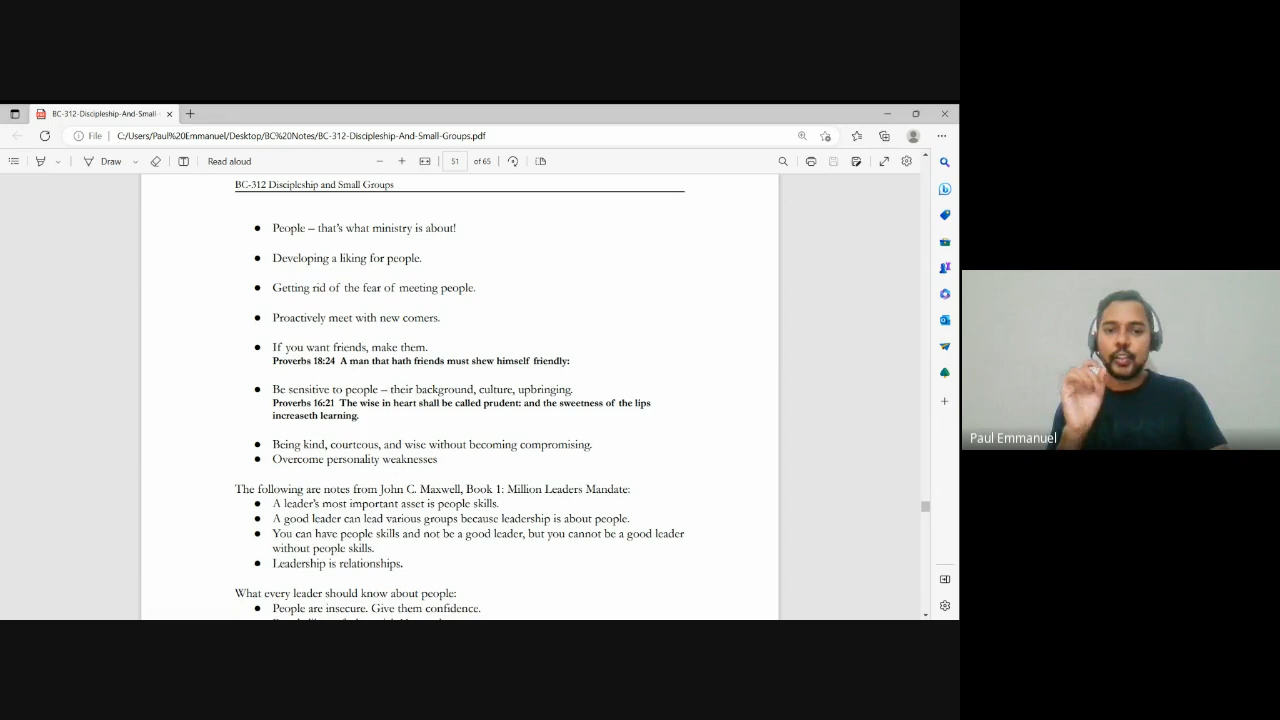 BC-312-Discipleship-And-Small-
File
C:/Users/Paul%20Emmanuel/Desktop/BC%20Notes/BC-312-Discipleship-And-Small-Groups.pdf
Draw
Read aloud
51 of 65
BC-312 Discipleship and Small Groups
● People – that's what ministry is about!
● Developing a liking for people.
● Getting rid of the fear of meeting people.
● Proactively meet with new comers.
● If you want friends, make them.
Proverbs 18:24 A man that hath friends must shew himself friendly:
● Be sensitive to people – their background, culture, upbringing.
Proverbs 16:21 The wise in heart shall be called prudent: and the sweetness of the lips
increaseth learning.
● Being kind, courteous, and wise without becoming compromising.
● Overcome personality weaknesses
The following are notes from John C. Maxwell, Book 1: Million Leaders Mandate:
● A leader's most important asset is people skills.
● A good leader can lead various groups because leadership is about people.
● You can have people skills and not be a good leader, but you cannot be a good leader
without people skills.
● Leadership is relationships.
What every leader should know about people:
● People are insecure. Give them confidence.
Paul Emmanuel